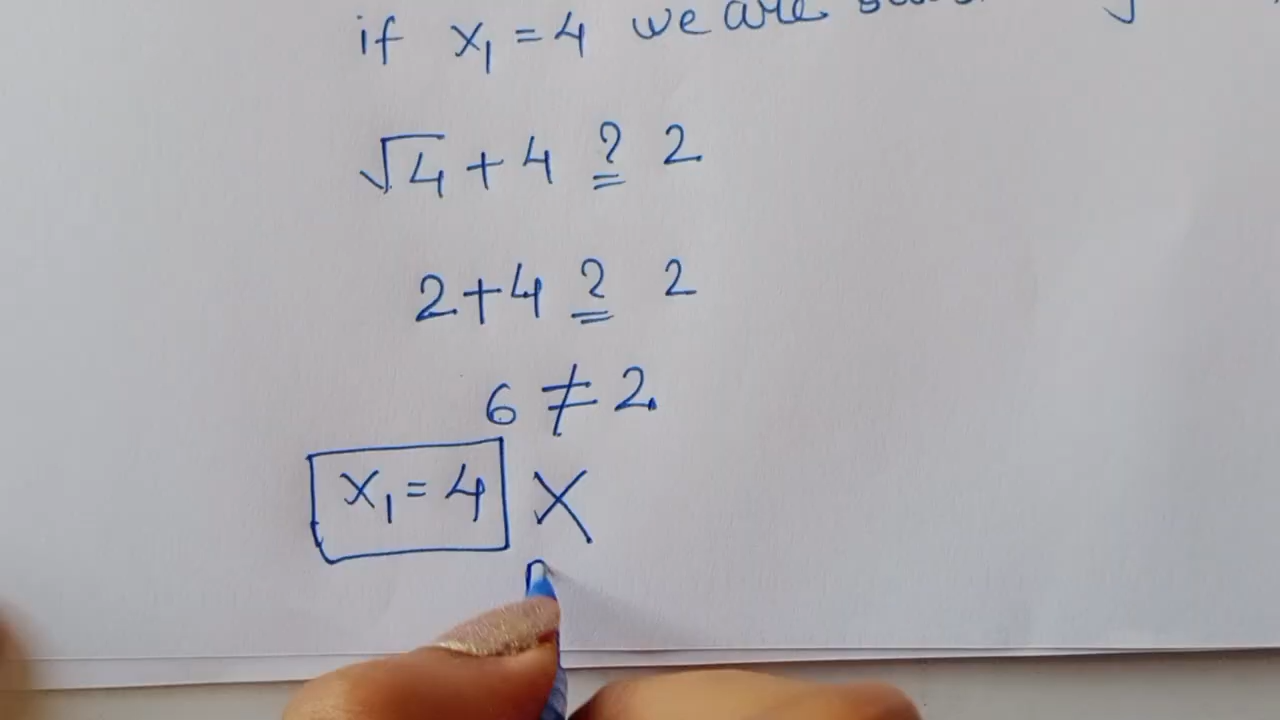 if x₁ = 4 we are
√4 + 4 ≟ 2
2 + 4 ≟ 2
6 ≠ 2
x₁ = 4 X